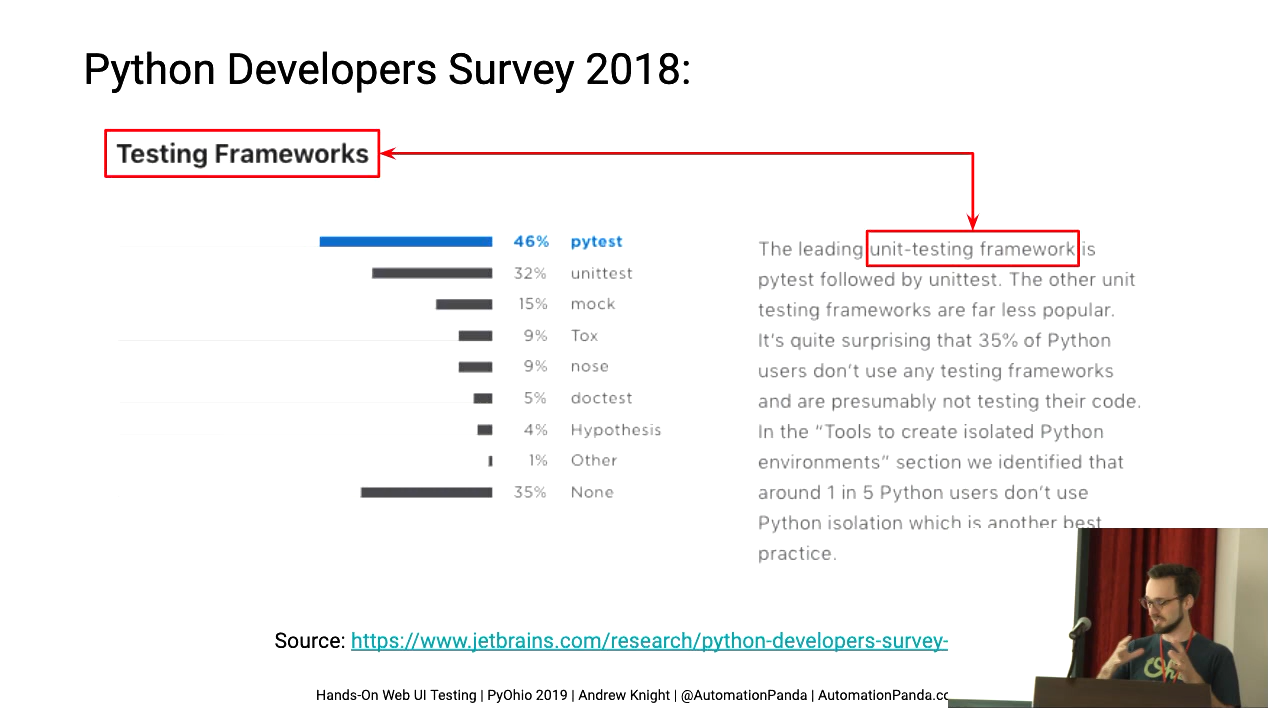 Python Developers Survey 2018:
Testing Frameworks
46% pytest
32% unittest
15% mock
9% Tox
9% nose
5% doctest
4% Hypothesis
1% Other
35% None
The leading unit-testing framework is
pytest followed by unittest. The other unit
testing frameworks are far less popular.
It's quite surprising that 35% of Python
users don't use any testing frameworks
and are presumably not testing their code.
In the “Tools to create isolated Python
environments” section we identified that
around 1 in 5 Python users don't use
Python isolation which is another best
practice.
Source: https://www.jetbrains.com/research/python-developers-survey-
Hands-On Web UI Testing | PyOhio 2019 | Andrew Knight | @AutomationPanda |